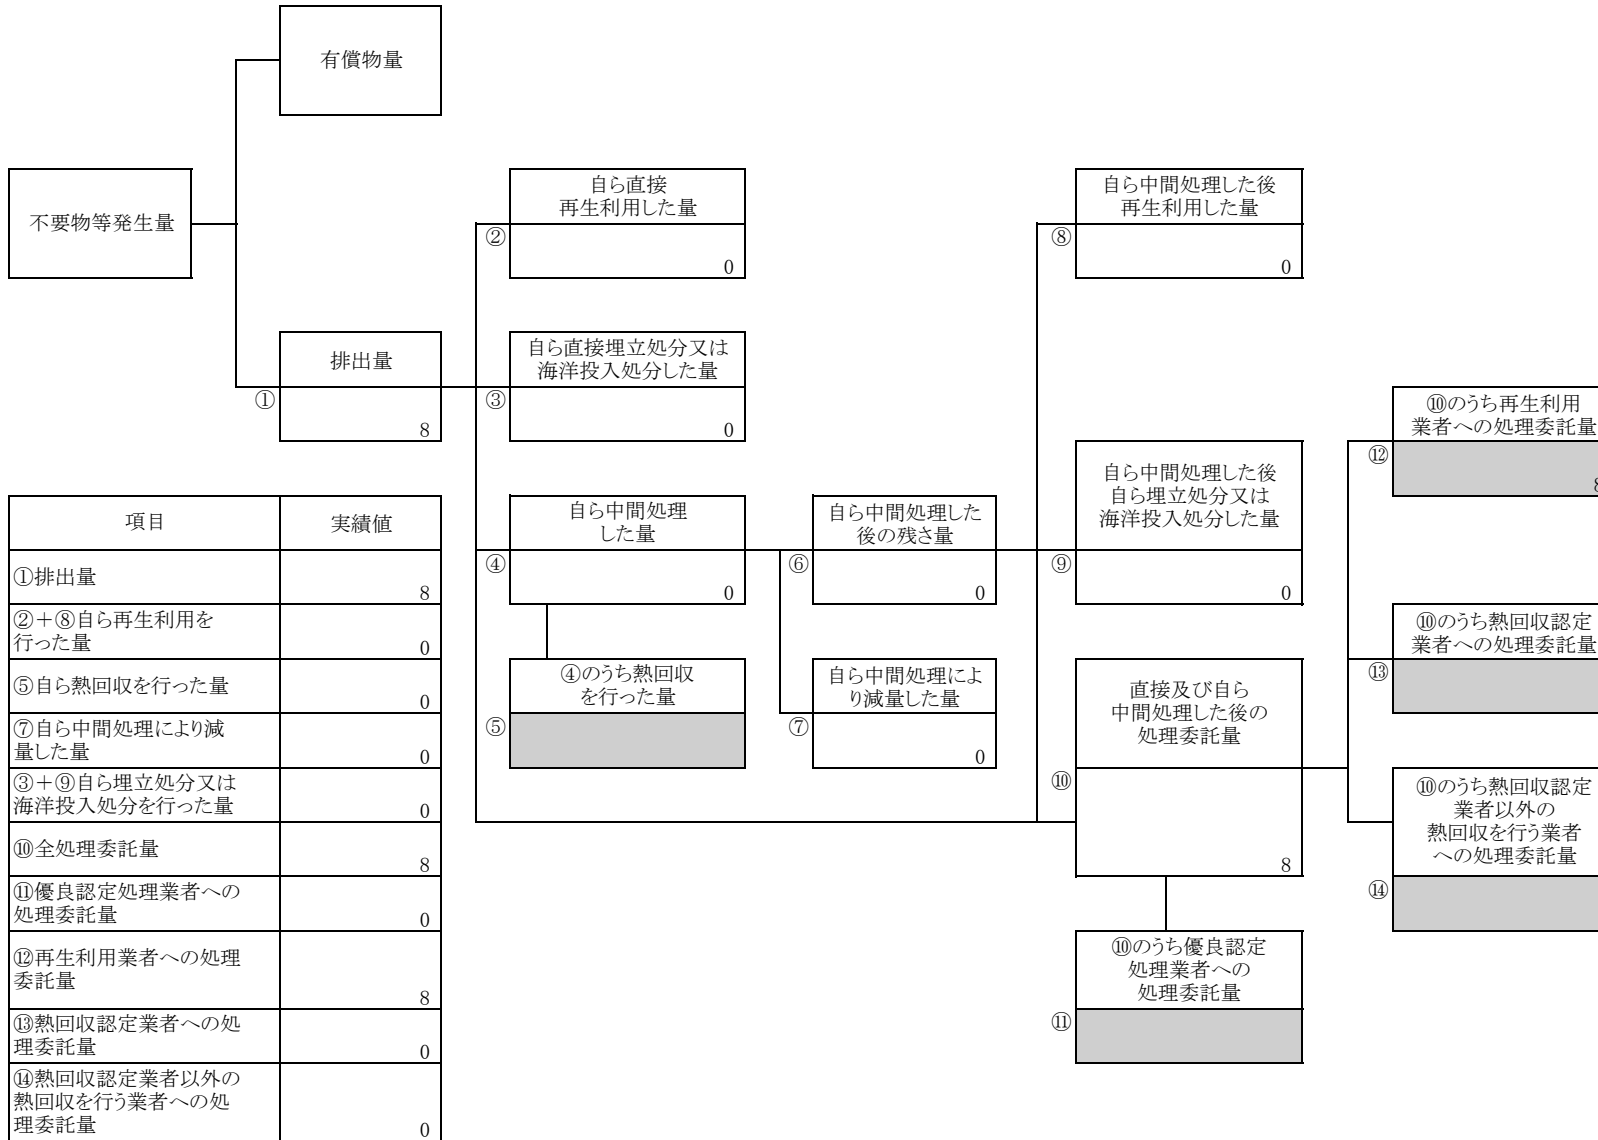 有償物量
不要物等発生量
排出量
①
8
自ら直接
再生利用した量
②
0
自ら直接埋立処分又は
海洋投入処分した量
③
0
自ら中間処理
した量
④
0
④のうち熱回収
を行った量
⑤
自ら中間処理した
後の残さ量
⑥
0
自ら中間処理によ
り減量した量
⑦
0
自ら中間処理した後
再生利用した量
⑧
0
自ら中間処理した後
自ら埋立処分又は
海洋投入処分した量
⑨
0
直接及び自ら
中間処理した後の
処理委託量
⑩
8
⑩のうち優良認定
処理業者への
処理委託量
⑪
⑩のうち再生利用
業者への処理委託量
⑫
8
⑩のうち熱回収認定
業者への処理委託量
⑬
⑩のうち熱回収認定
業者以外の
熱回収を行う業者
への処理委託量
⑭
項目 実績値
①排出量
8
②+⑧自ら再生利用を
行った量
0
⑤自ら熱回収を行った量
0
⑦自ら中間処理により減
量した量
0
③+⑨自ら埋立処分又は
海洋投入処分を行った量
0
⑩全処理委託量
8
⑪優良認定処理業者への
処理委託量
0
⑫再生利用業者への処理
委託量
8
⑬熱回収認定業者への処
理委託量
0
⑭熱回収認定業者以外の
熱回収を行う業者への処
理委託量
0